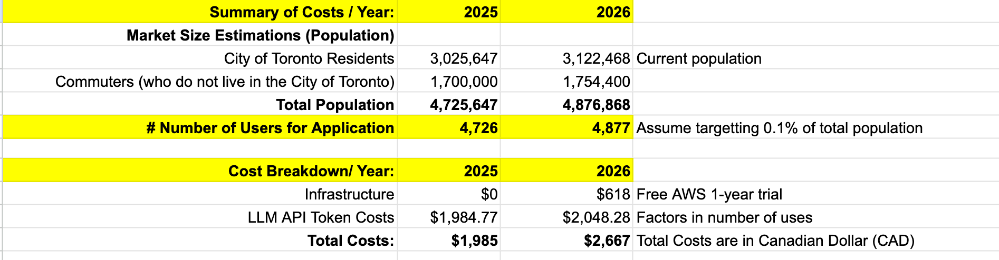 Summary of Costs / Year: 2025 2026
Market Size Estimations (Population)
City of Toronto Residents 3,025,647 3,122,468 Current population
Commuters (who do not live in the City of Toronto) 1,700,000 1,754,400
Total Population 4,725,647 4,876,868
# Number of Users for Application 4,726 4,877 Assume targetting 0.1% of total population
Cost Breakdown/ Year: 2025 2026
Infrastructure $0 $618 Free AWS 1-year trial
LLM API Token Costs $1,984.77 $2,048.28 Factors in number of uses
Total Costs: $1,985 $2,667 Total Costs are in Canadian Dollar (CAD)